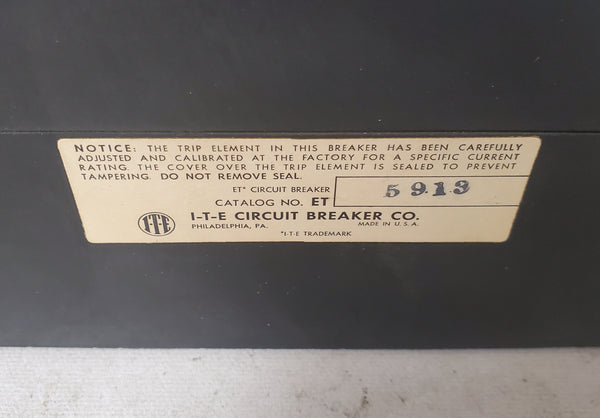 NOTICE: THE TRIP ELEMENT IN THIS BREAKER HAS BEEN CAREFULLY
ADJUSTED AND CALIBRATED AT THE FACTORY FOR A SPECIFIC CURRENT
RATING. THE COVER OVER THE TRIP ELEMENT IS SEALED TO PREVENT
TAMPERING. DO NOT REMOVE SEAL.
ET* CIRCUIT BREAKER
CATALOG NO. ET 5913
I-T-E I-T-E CIRCUIT BREAKER CO.
PHILADELPHIA, PA. MADE IN U.S.A.
*I-T-E TRADEMARK